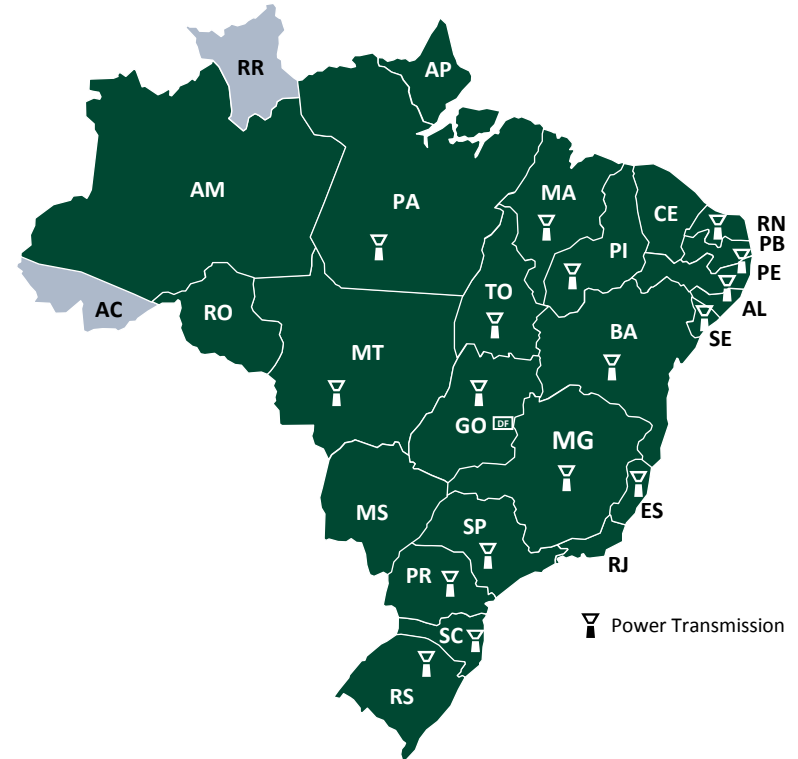 RR
AP
AM
PA
MA
CE
RN
PB
PI
PE
TO
AL
AC
RO
SE
BA
MT
GO
DF
MG
MS
ES
SP
RJ
PR
Power Transmission
SC
RS